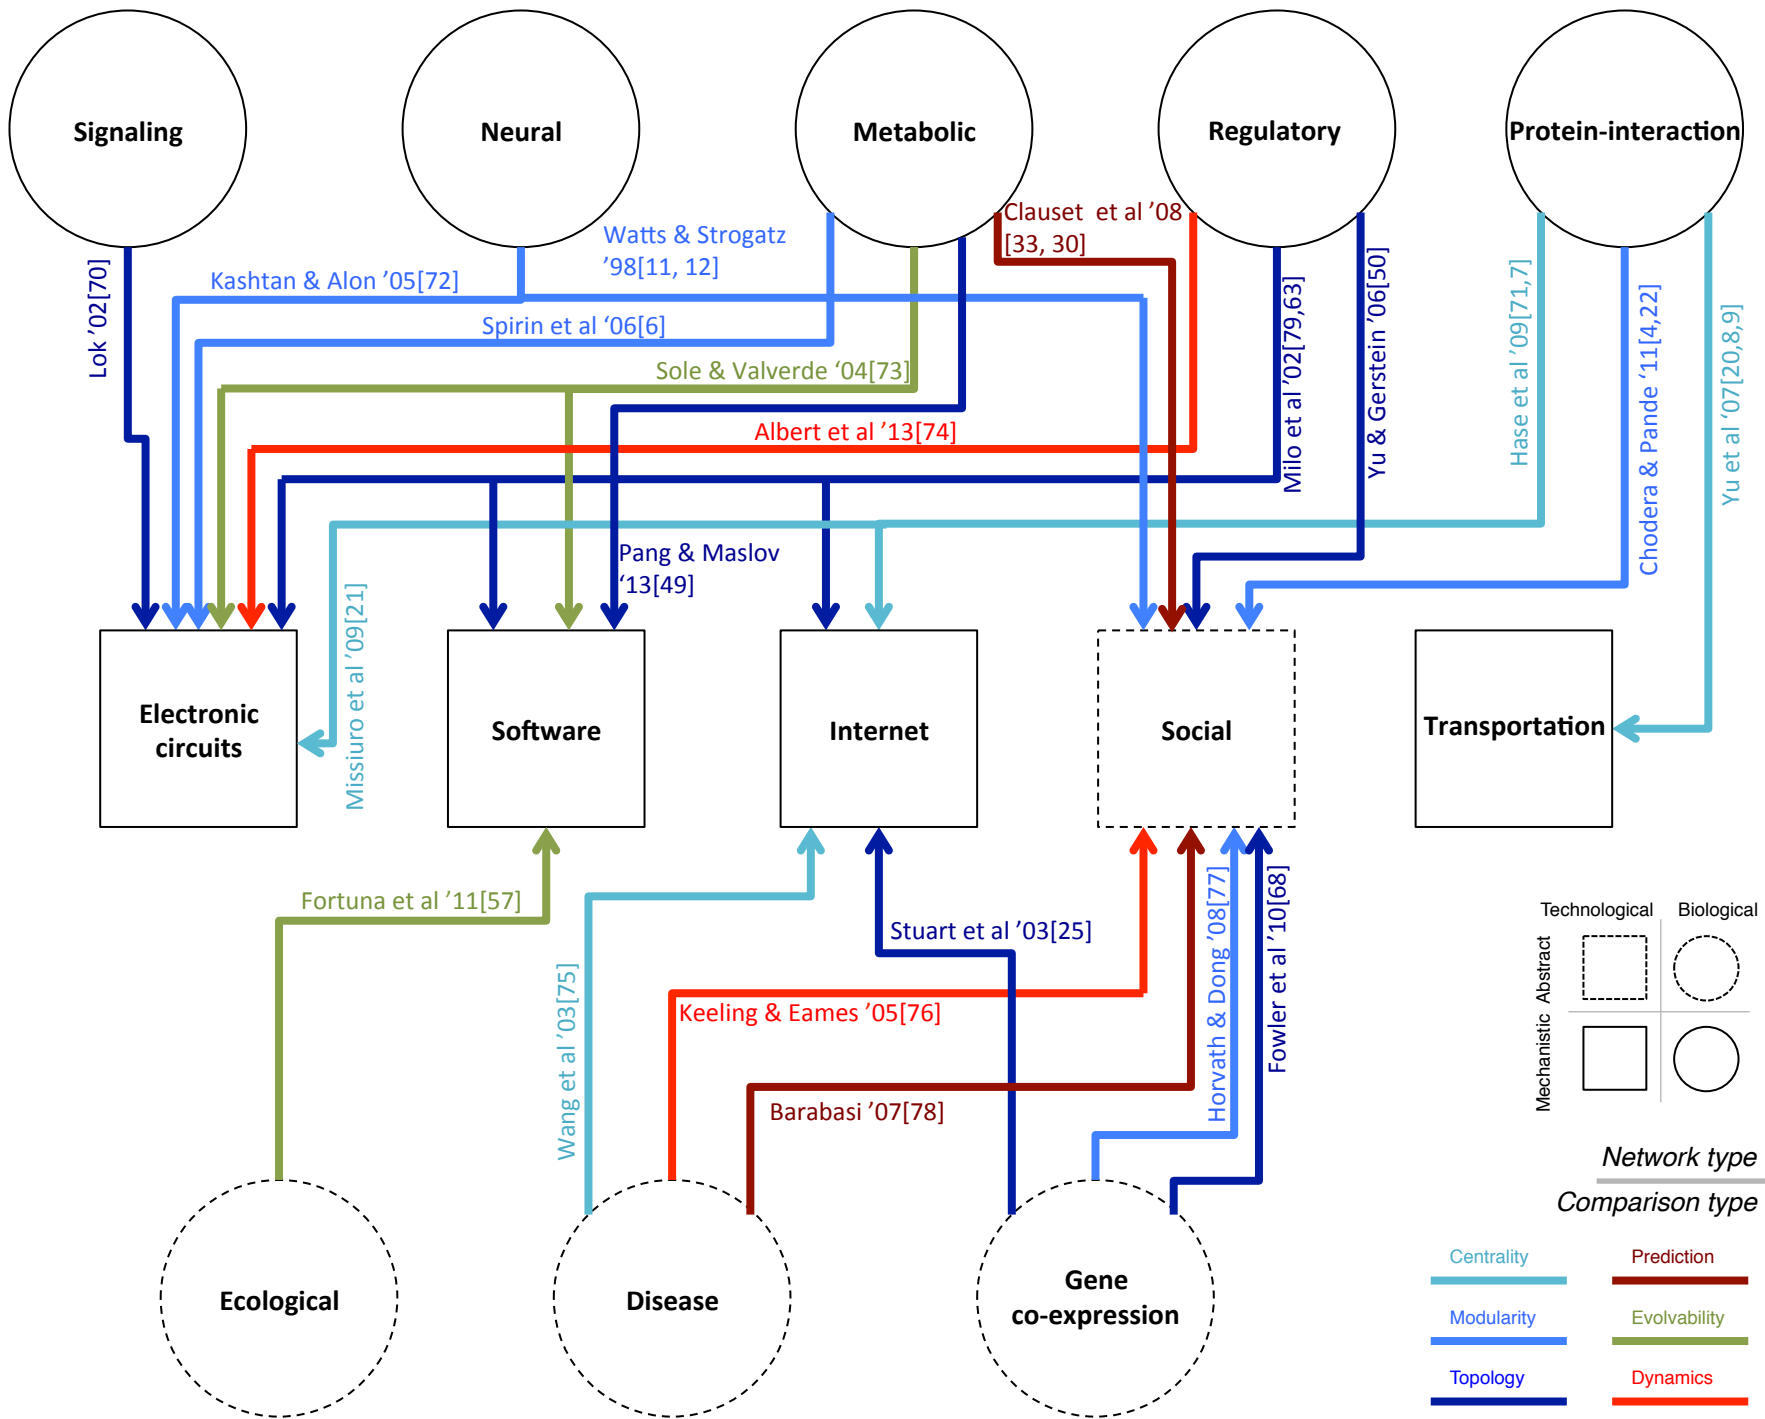 Signaling
Neural
Metabolic
Regulatory
Protein-interaction
Clauset  et al ’08
[33, 30]
Watts & Strogatz
’98[11, 12]
Kashtan & Alon ’05[72]
Lok ’02[70]
Spirin et al ‘06[6]
Sole & Valverde ‘04[73]
Albert et al ’13[74]
Milo et al ’02[79,63]
Yu & Gerstein ’06[50]
Hase et al ’09[71,7]
Chodera & Pande ‘11[4,22]
Yu et al ‘07[20,8,9]
Pang & Maslov
‘13[49]
Missiuro et al ’09[21]
Electronic
circuits
Software
Internet
Social
Transportation
Fortuna et al ’11[57]
Wang et al ’03[75]
Stuart et al ’03[25]
Keeling & Eames ’05[76]
Barabasi ’07[78]
Horvath & Dong ’08[77]
Fowler et al ’10[68]
Technological
Biological
Abstract
Mechanistic
Network type
Comparison type
Ecological
Disease
Gene
co-expression
Centrality
Prediction
Modularity
Evolvability
Topology
Dynamics